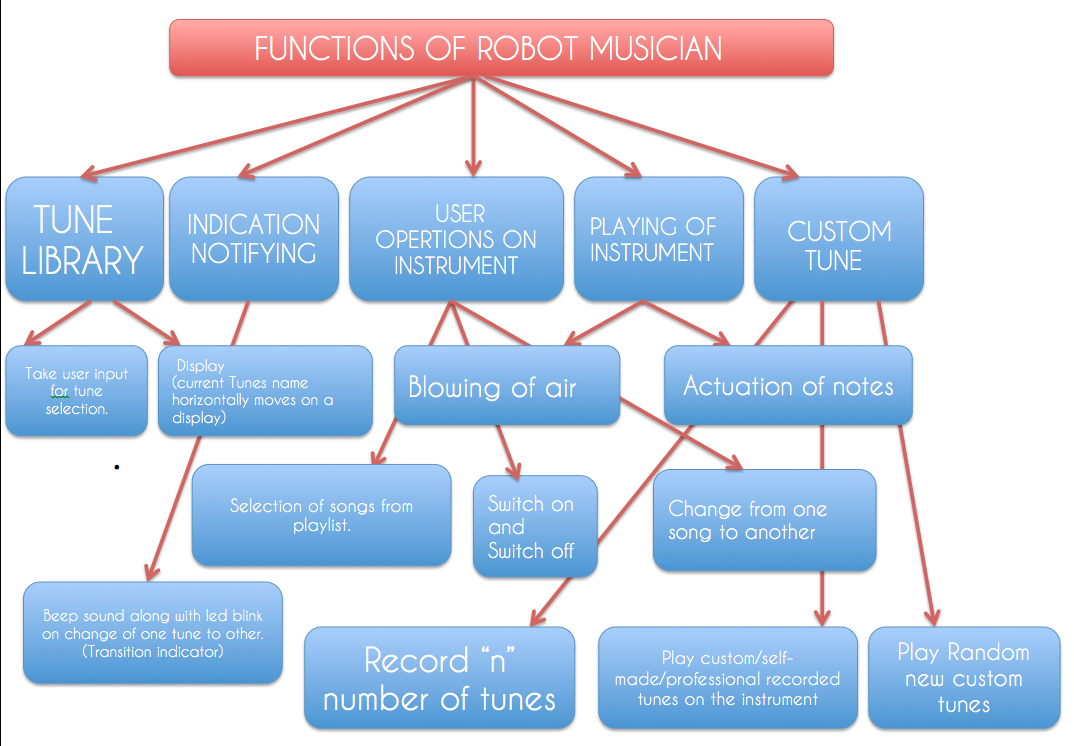 FUNCTIONS OF ROBOT MUSICIAN
TUNE
LIBRARY
INDICATION
NOTIFYING
USER
OPERTIONS ON
INSTRUMENT
PLAYING OF
INSTRUMENT
CUSTOM
TUNE
Take user input
for tune
selection.
Display
(current Tunes name
horizontally moves on a
display)
Blowing of air
Actuation of notes
Selection of songs from
playlist.
Switch on
and
Switch off
Change from one
song to another
Beep sound along with led blink
on change of one tune to other.
(Transition indicator)
Record “n”
number of tunes
Play custom/self-
made/professional recorded
tunes on the instrument
Play Random
new custom
tunes